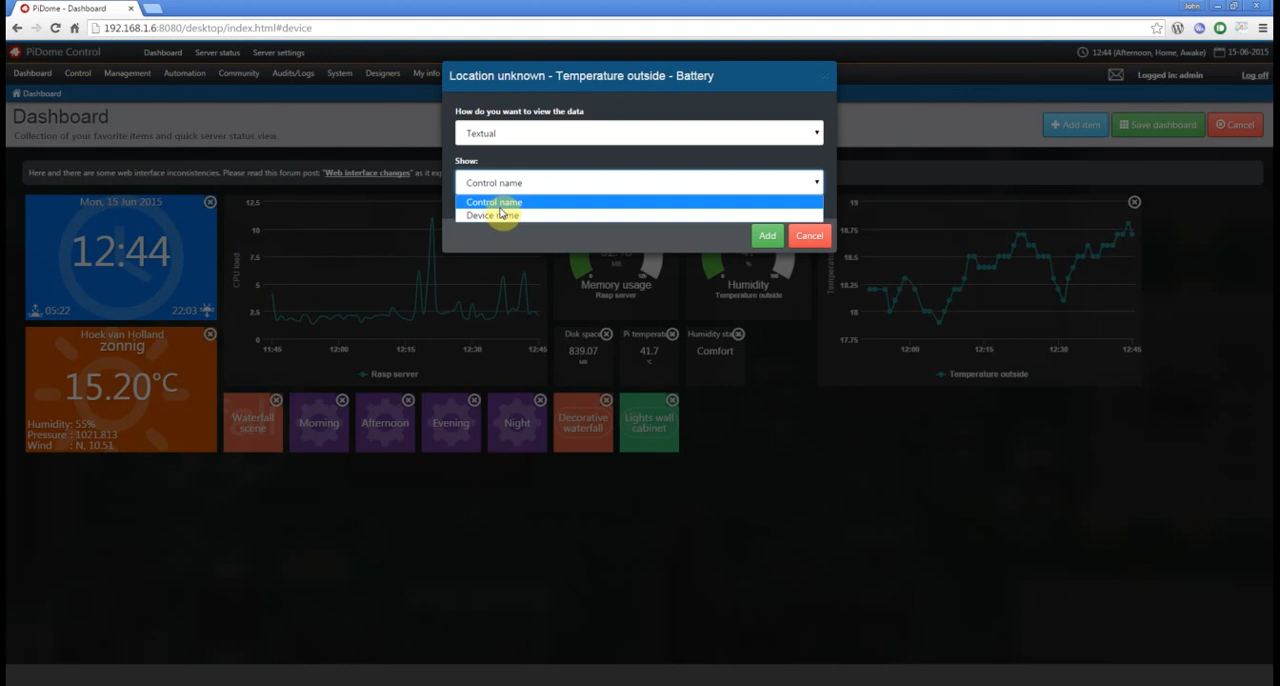 PiDome - Dashboard
John
192.168.1.6:8080/desktop/index.html#device
PiDome Control Dashboard Server status Server settings 12:44 (Afternoon, Home, Awake) 15-06-2015
Dashboard Control Management Automation Community Audits/Logs System Designers My info Logged in: admin Log off
Dashboard
Dashboard
Collection of your favorite items and quick server status view.
Add item Save dashboard Cancel
Here and there are some web interface inconsistencies. Please read this forum post: "Web interface changes" as it
Location unknown - Temperature outside - Battery
How do you want to view the data
Textual
Show:
Control name
Control name
Device name
Add Cancel
Mon, 15 Jun 2015
12:44
05:22 22:03
Hoek van Holland
zonnig
15.20°C
Humidity: 55%
Pressure : 1021.813
Wind : N, 10.51
CPU load
12.5
10
7.5
5
2.5
0
11:45 12:00 12:15 12:30 12:45
Rasp server
MB
Memory usage
Rasp server
%
Humidity
Temperature outside
Disk space
839.07
MB
Pi temperat
41.7
°C
Humidity sta
Comfort
19
18.5
18.25
18
17.75
12:00 12:15 12:30 12:45
Temperature outside
Waterfall
scene
Morning
Afternoon
Evening
Night
Decorative
waterfall
Lights wall
cabinet